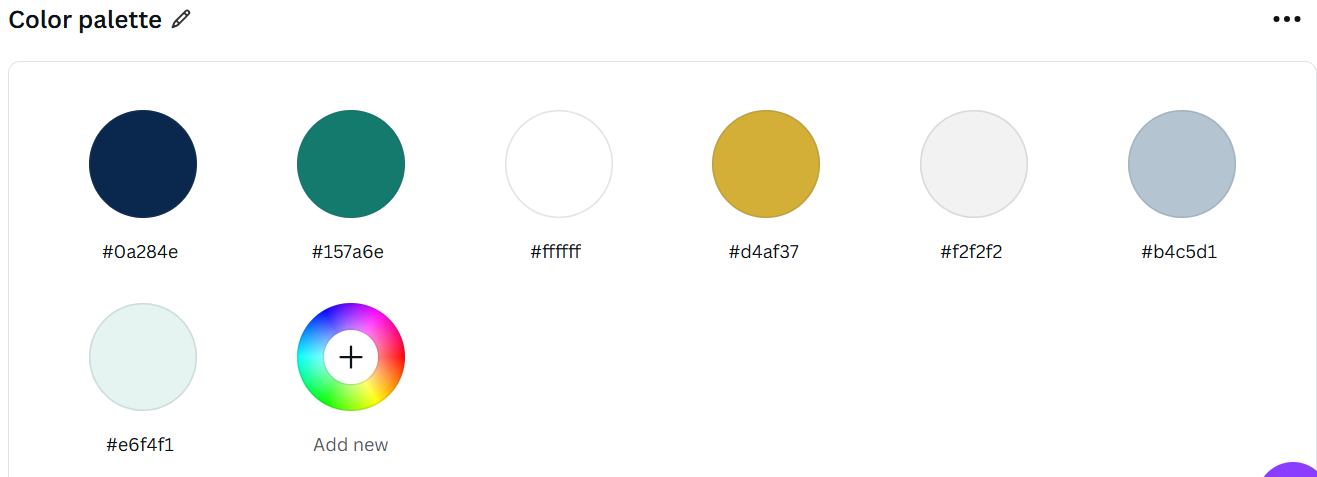 Color palette
#0a284e #157a6e #ffffff #d4af37 #f2f2f2 #b4c5d1
#e6f4f1 Add new